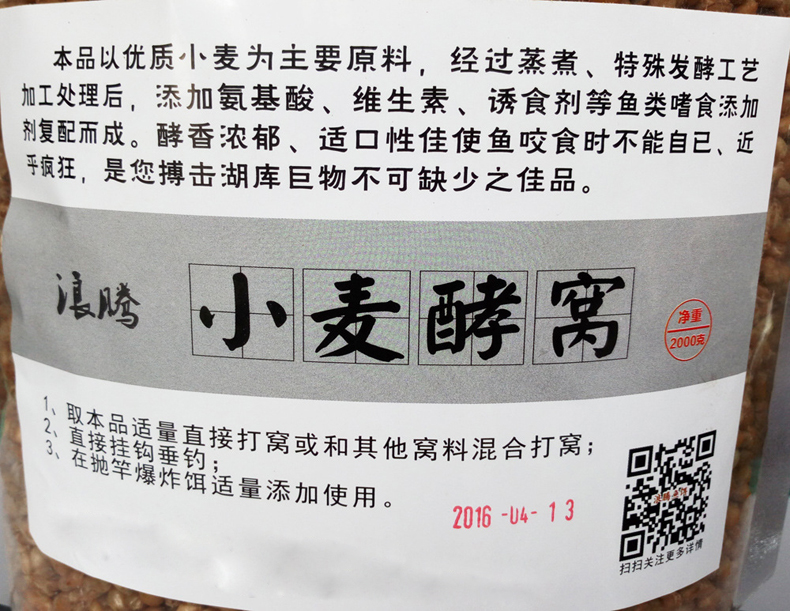 本品以优质小麦为主要原料，经过蒸煮、特殊发酵工艺
加工处理后，添加氨基酸、维生素、诱食剂等鱼类嗜食添加
剂复配而成。酵香浓郁、适口性佳使鱼咬食时不能自已、近
乎疯狂，是您搏击湖库巨物不可缺少之佳品。
浪腾
小麦酵窝
净重
2000克
1、取本品适量直接打窝或和其他窝料混合打窝；
2、直接挂钩垂钓；
3、在抛竿爆炸饵适量添加使用。
2016-04-13
扫扫关注更多详情